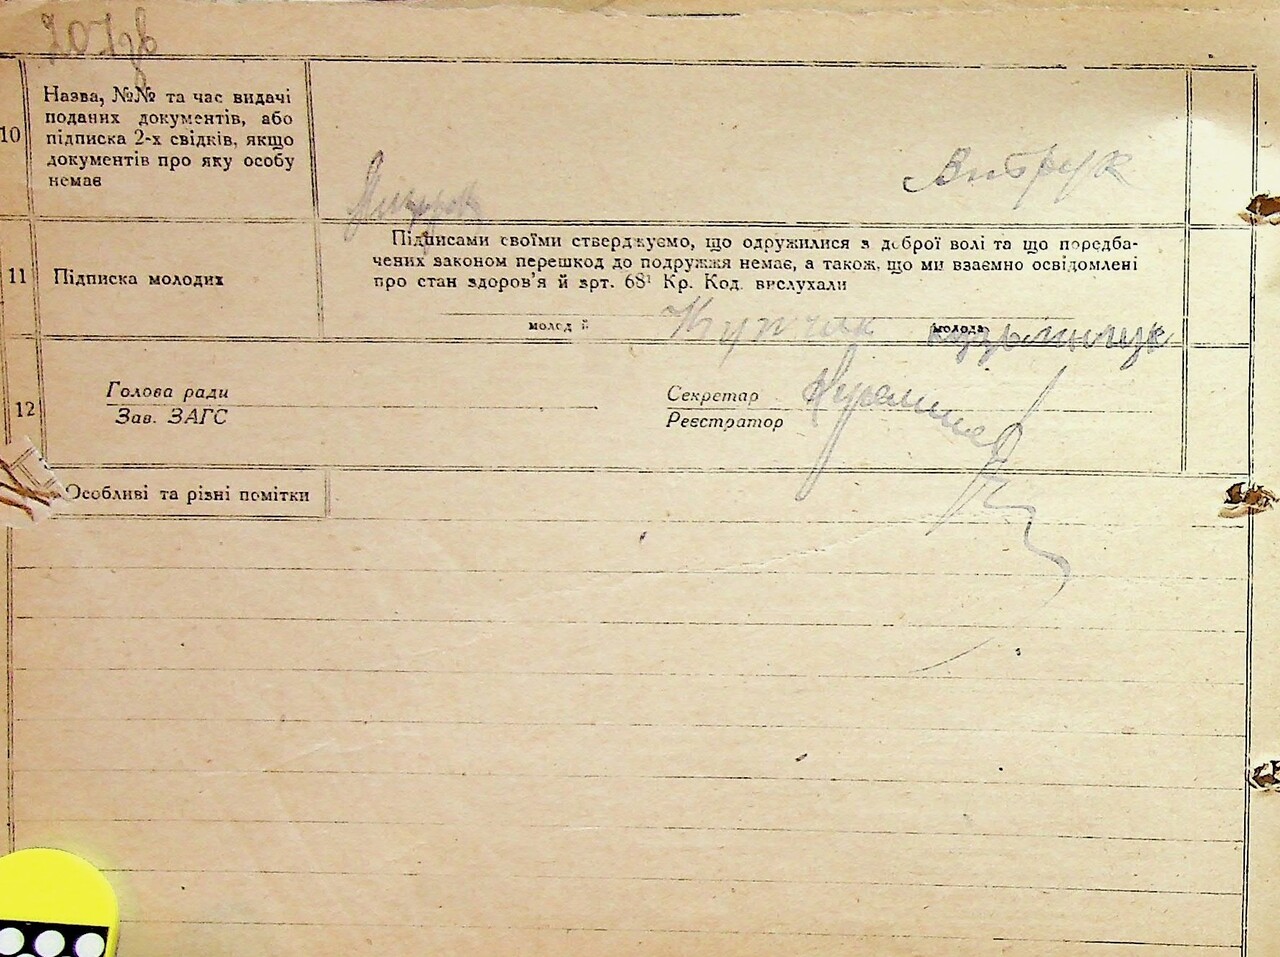 707зв
10
Назва, №№ та час видачі
поданих документів, або
підписка 2-х свідків, якщо
документів про яку особу
немає
Вітрук
11
Підписка молодих
Підписами своїми стверджуємо, що одружилися з доброї волі та що передба-
чених законом перешкод до подружжя немає, а також, що ми взаємно освідомлені
про стан здоров'я й арт. 68¹ Кр. Код. вислухали
молодий
молода
12
Голова ради
Зав. ЗАГС
Секретар
Реєстратор
Особливі та різні помітки